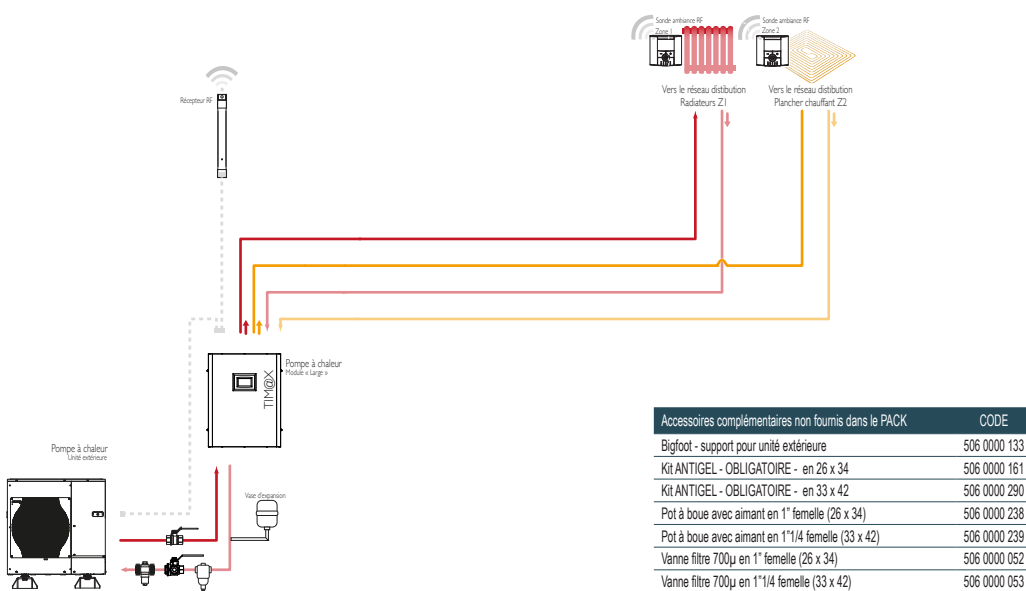 Sonde ambiance RF
Zone 1
Sonde ambiance RF
Zone 2
Vers le réseau distibution
Radiateurs Z1
Vers le réseau distibution
Plancher chauffant Z2
Récepteur RF
Pompe à chaleur
Module « Large »
TIM@X
Pompe à chaleur
Unité extérieure
Vase d'expansion
Accessoires complémentaires non fournis dans le PACK CODE
Bigfoot - support pour unité extérieure 506 0000 133
Kit ANTIGEL - OBLIGATOIRE - en 26 x 34 506 0000 161
Kit ANTIGEL - OBLIGATOIRE - en 33 x 42 506 0000 290
Pot à boue avec aimant en 1" femelle (26 x 34) 506 0000 238
Pot à boue avec aimant en 1"1/4 femelle (33 x 42) 506 0000 239
Vanne filtre 700µ en 1" femelle (26 x 34) 506 0000 052
Vanne filtre 700µ en 1"1/4 femelle (33 x 42) 506 0000 053